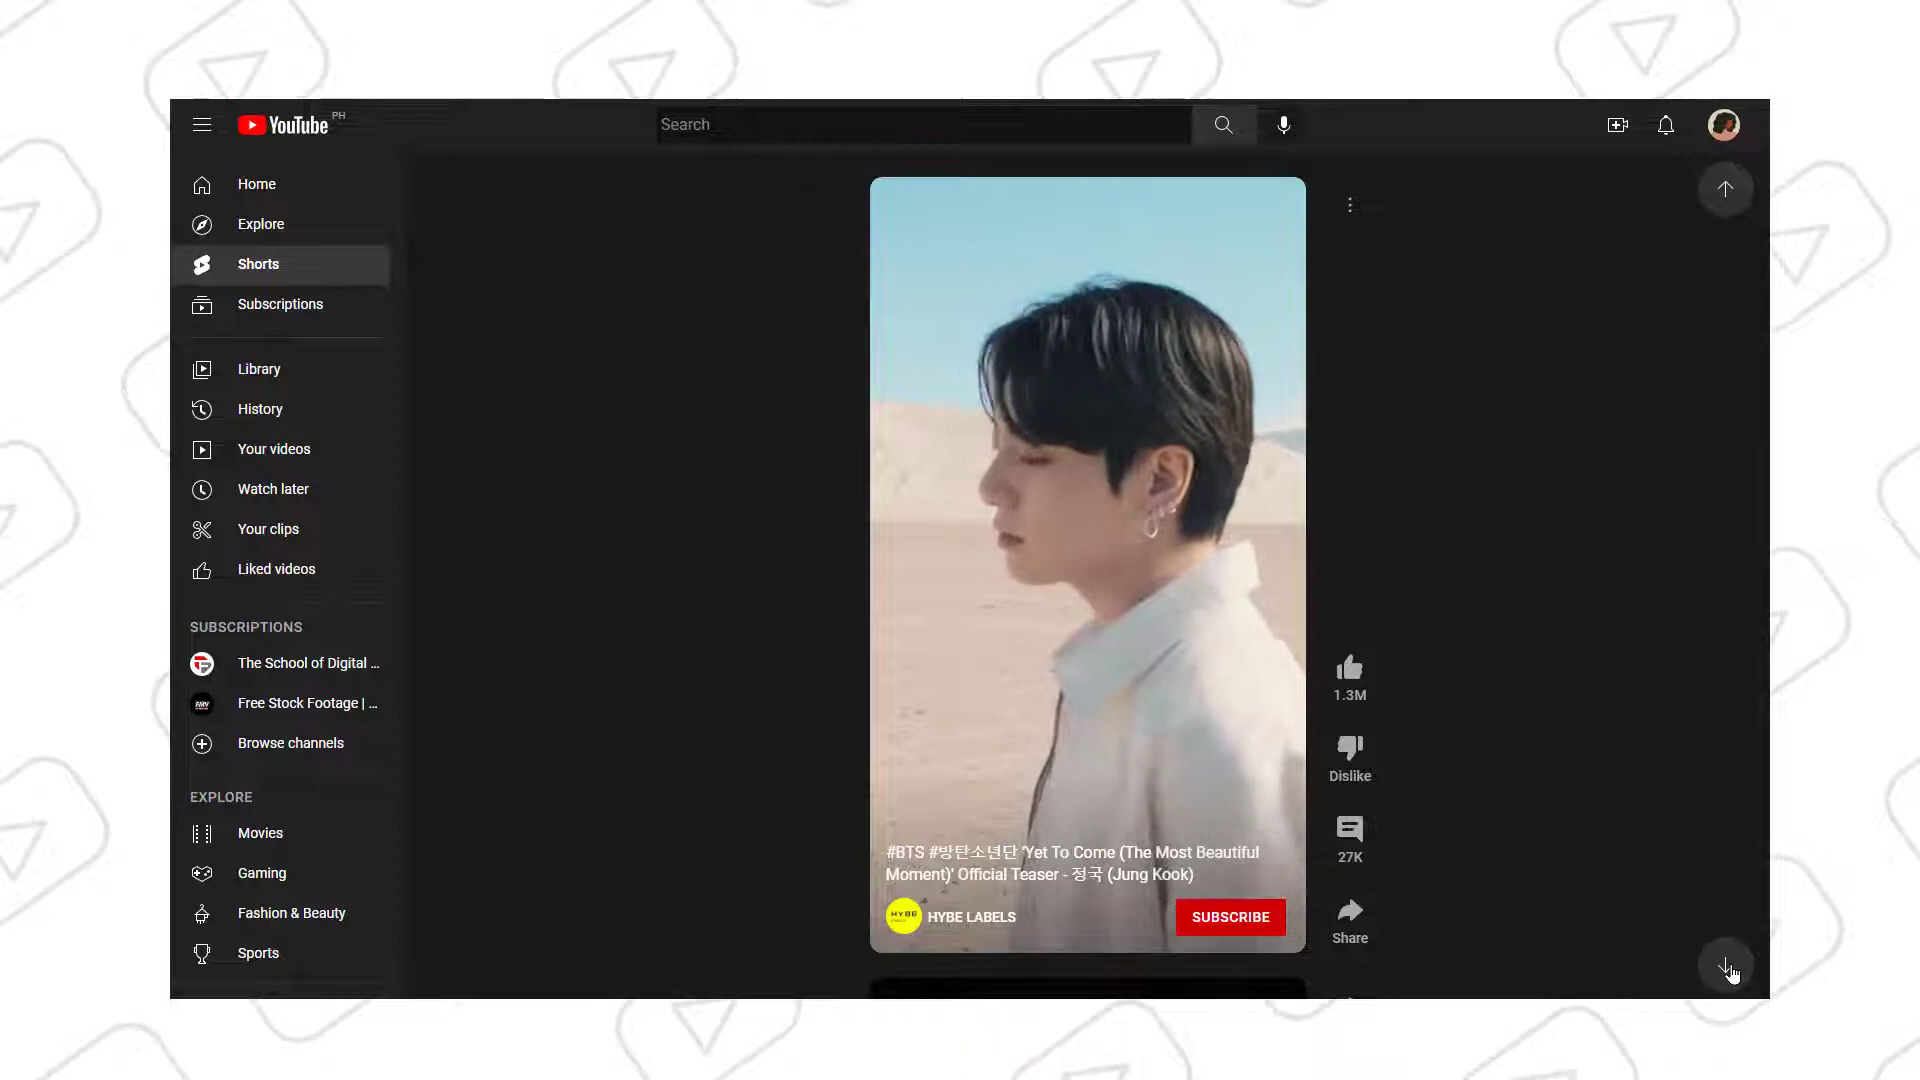 YouTube PH
Search
Home
Explore
Shorts
Subscriptions
Library
History
Your videos
Watch later
Your clips
Liked videos
SUBSCRIPTIONS
The School of Digital ...
Free Stock Footage | ...
Browse channels
EXPLORE
Movies
Gaming
Fashion & Beauty
Sports
#BTS #방탄소년단 'Yet To Come (The Most Beautiful
Moment)' Official Teaser - 정국 (Jung Kook)
HYBE
HYBE LABELS
SUBSCRIBE
1.3M
Dislike
27K
Share